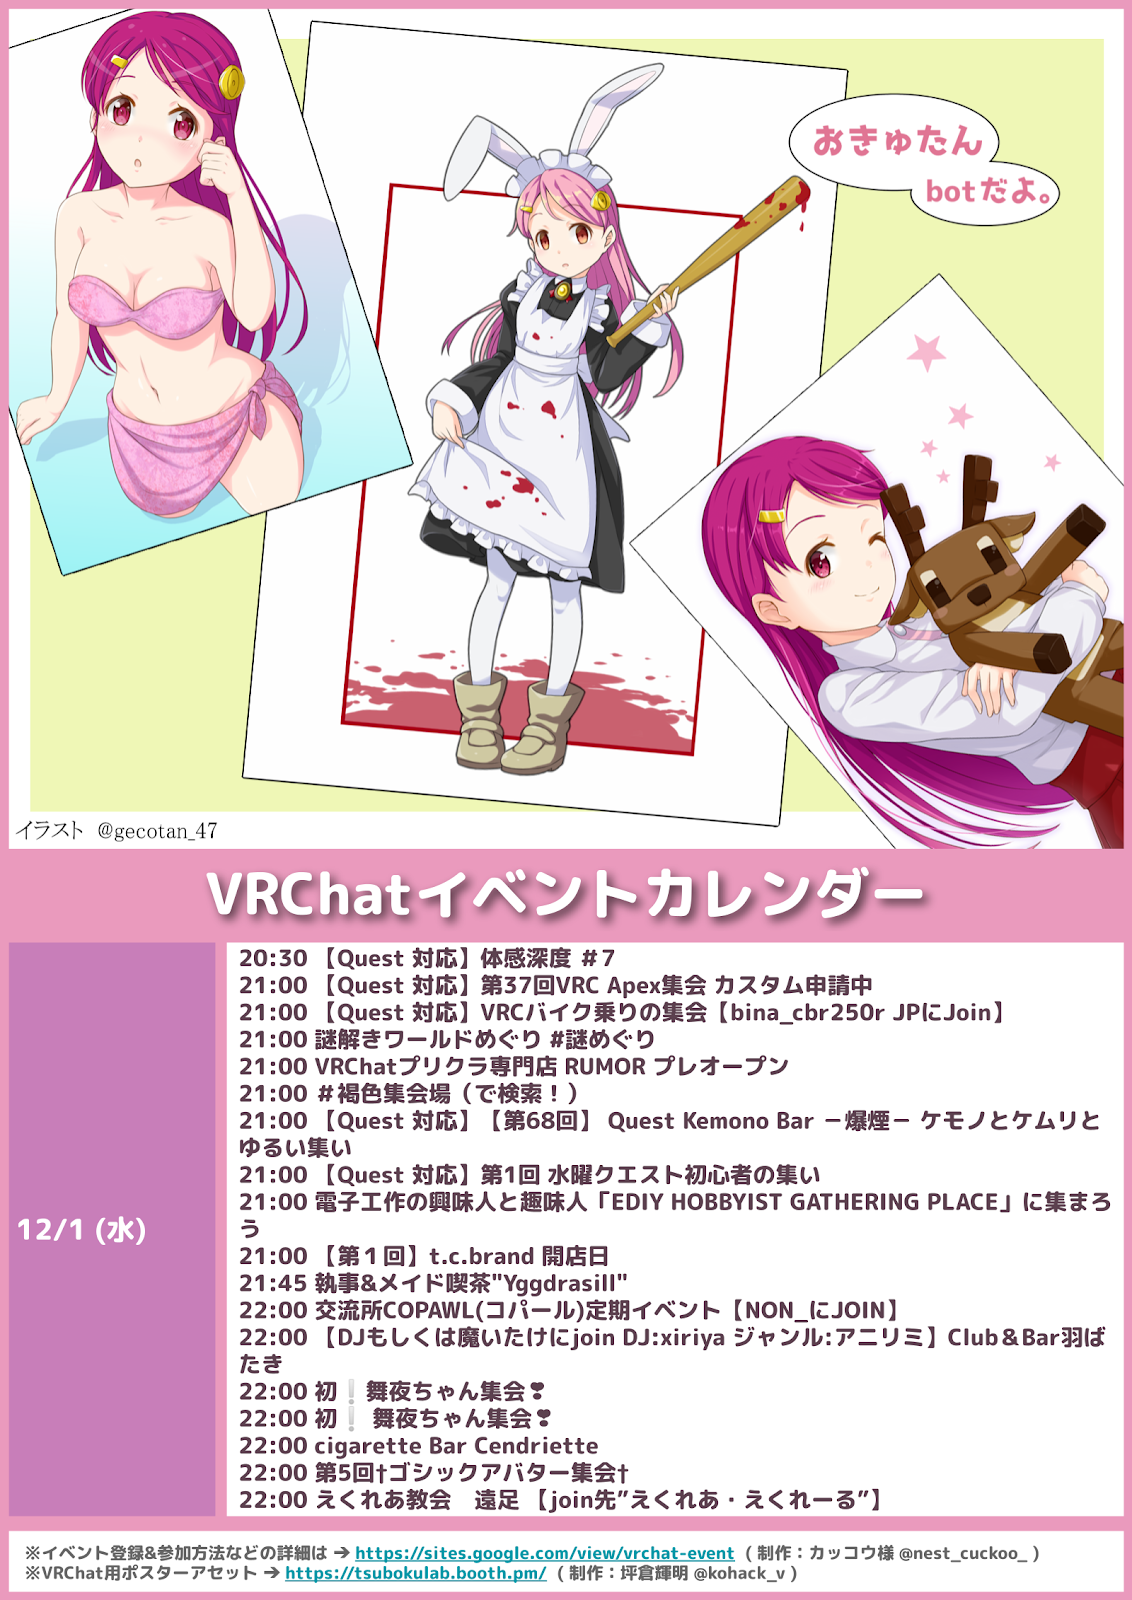 おきゅたん
botだよ。
イラスト @gecotan_47
VRChatイベントカレンダー
12/1 (水)
20:30 【Quest 対応】体感深度 ＃7
21:00 【Quest 対応】第37回VRC Apex集会 カスタム申請中
21:00 【Quest 対応】VRCバイク乗りの集会【bina_cbr250r JPにJoin】
21:00 謎解きワールドめぐり #謎めぐり
21:00 VRChatプリクラ専門店 RUMOR プレオープン
21:00 ＃褐色集会場（で検索！）
21:00 【Quest 対応】【第68回】 Quest Kemono Bar －爆煙－ ケモノとケムリと
ゆるい集い
21:00 【Quest 対応】第1回 水曜クエスト初心者の集い
21:00 電子工作の興味人と趣味人「EDIY HOBBYIST GATHERING PLACE」に集まろ
う
21:00 【第１回】t.c.brand 開店日
21:45 執事&メイド喫茶"Yggdrasill"
22:00 交流所COPAWL(コパール)定期イベント【NON_にJOIN】
22:00 【DJもしくは魔いたけにjoin DJ:xiriya ジャンル:アニリミ】Club＆Bar羽ば
たき
22:00 初❕舞夜ちゃん集会❣
22:00 初❕ 舞夜ちゃん集会❣
22:00 cigarette Bar Cendriette
22:00 第5回†ゴシックアバター集会†
22:00 えくれあ教会　遠足 【join先”えくれあ・えくれーる”】
※イベント登録&参加方法などの詳細は → https://sites.google.com/view/vrchat-event （ 制作：カッコウ様 @nest_cuckoo_ ）
※VRChat用ポスターアセット → https://tsubokulab.booth.pm/ （ 制作：坪倉輝明 @kohack_v ）